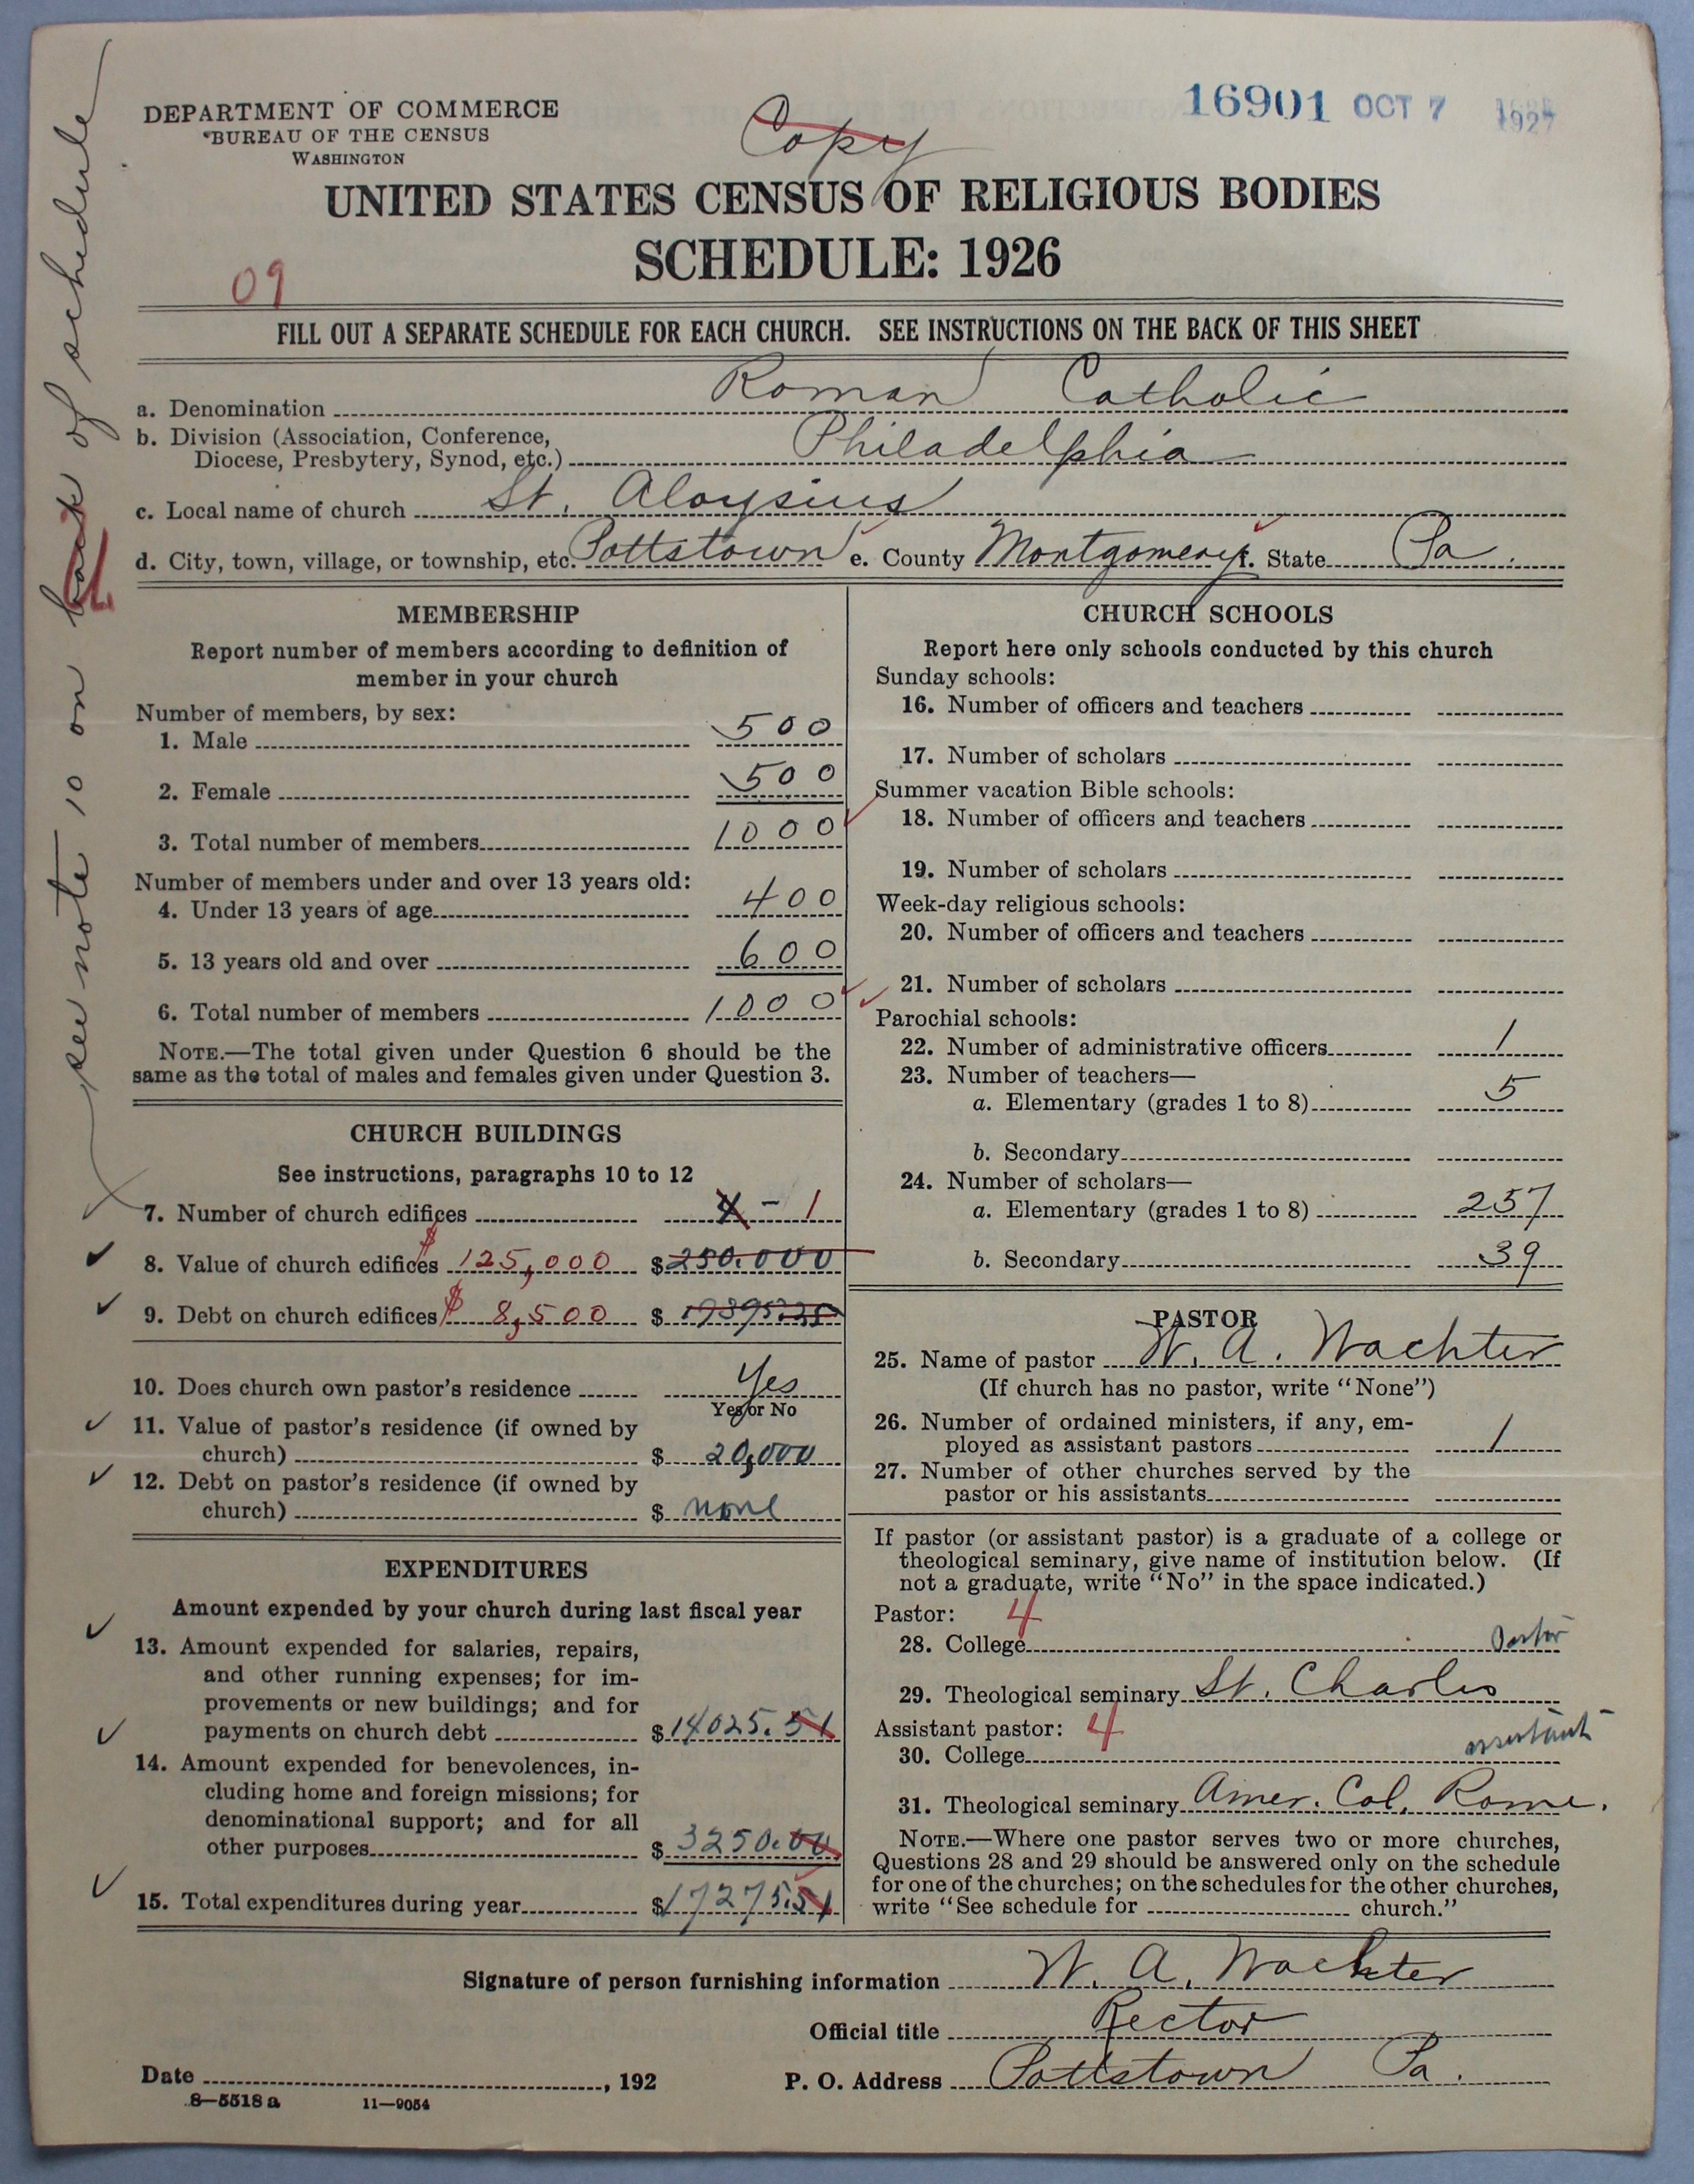 16901 OCT 7 1927
DEPARTMENT OF COMMERCE
BUREAU OF THE CENSUS
WASHINGTON
Copy
UNITED STATES CENSUS OF RELIGIOUS BODIES
SCHEDULE: 1926
09
FILL OUT A SEPARATE SCHEDULE FOR EACH CHURCH. SEE INSTRUCTIONS ON THE BACK OF THIS SHEET
see note 10 on back of schedule
a. Denomination Roman Catholic
b. Division (Association, Conference,
Diocese, Presbytery, Synod, etc.) Philadelphia
c. Local name of church St. Aloysius
d. City, town, village, or township, etc. Pottstown e. County Montgomery f. State Pa.
MEMBERSHIP
Report number of members according to definition of
member in your church
Number of members, by sex:
1. Male 500
2. Female 500
3. Total number of members 1000
Number of members under and over 13 years old:
4. Under 13 years of age 400
5. 13 years old and over 600
6. Total number of members 1000
NOTE.—The total given under Question 6 should be the
same as the total of males and females given under Question 3.
CHURCH BUILDINGS
See instructions, paragraphs 10 to 12
7. Number of church edifices - 1
8. Value of church edifices $125,000 $250.000
9. Debt on church edifices $8,500 $
10. Does church own pastor's residence Yes
Yes or No
11. Value of pastor's residence (if owned by
church) $ 20,000
12. Debt on pastor's residence (if owned by
church) $ none
EXPENDITURES
Amount expended by your church during last fiscal year
13. Amount expended for salaries, repairs,
and other running expenses; for im-
provements or new buildings; and for
payments on church debt $14025.51
14. Amount expended for benevolences, in-
cluding home and foreign missions; for
denominational support; and for all
other purposes $ 3250.00
15. Total expenditures during year $17275.51
CHURCH SCHOOLS
Report here only schools conducted by this church
Sunday schools:
16. Number of officers and teachers
17. Number of scholars
Summer vacation Bible schools:
18. Number of officers and teachers
19. Number of scholars
Week-day religious schools:
20. Number of officers and teachers
21. Number of scholars
Parochial schools:
22. Number of administrative officers 1
23. Number of teachers—
a. Elementary (grades 1 to 8) 5
b. Secondary
24. Number of scholars—
a. Elementary (grades 1 to 8) 257
b. Secondary 39
PASTOR
25. Name of pastor W. A. Wachter
(If church has no pastor, write "None")
26. Number of ordained ministers, if any, em-
ployed as assistant pastors 1
27. Number of other churches served by the
pastor or his assistants
If pastor (or assistant pastor) is a graduate of a college or
theological seminary, give name of institution below. (If
not a graduate, write "No" in the space indicated.)
Pastor: 4
28. College Pastor
29. Theological seminary St. Charles
Assistant pastor: 4
30. College assistant
31. Theological seminary Amer. Col. Rome.
NOTE.—Where one pastor serves two or more churches,
Questions 28 and 29 should be answered only on the schedule
for one of the churches; on the schedules for the other churches,
write "See schedule for church."
Signature of person furnishing information W. A. Wachter
Official title Rector
Date , 192 P. O. Address Pottstown Pa.
8—5518 a 11—9054